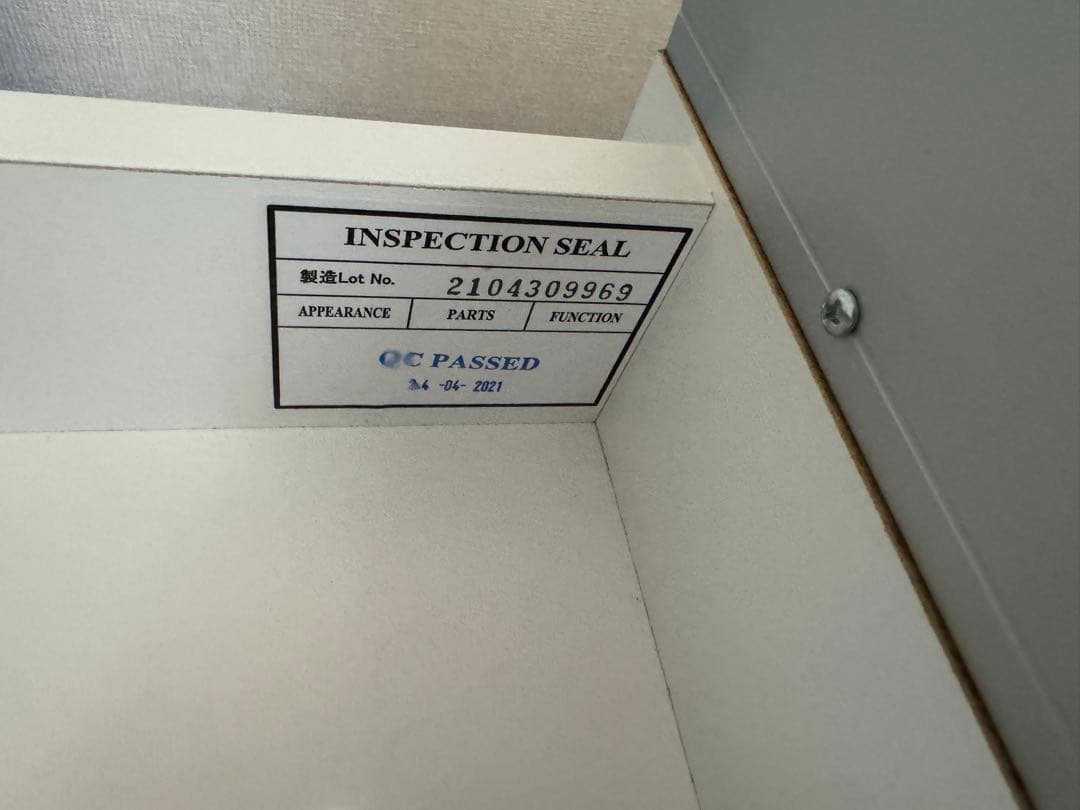 INSPECTION SEAL
製造Lot No. 2104309969
APPEARANCE PARTS FUNCTION
QC PASSED
-04- 2021